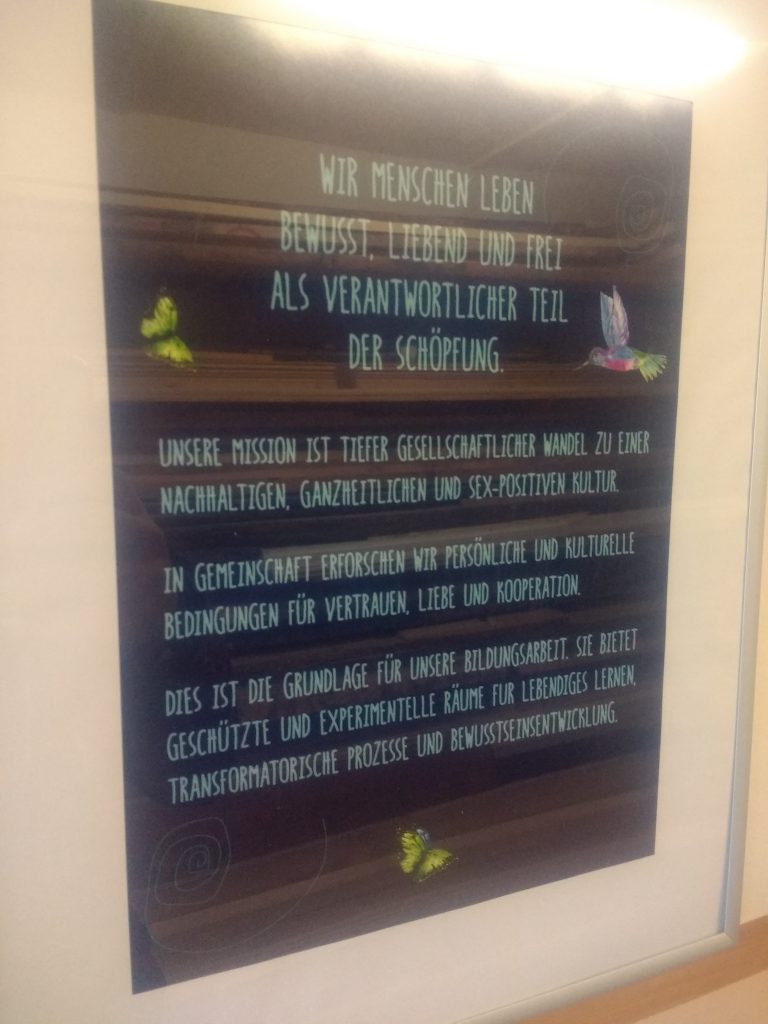 WIR MENSCHEN LEBEN
BEWUSST, LIEBEND UND FREI
ALS VERANTWORTLICHER TEIL
DER SCHÖPFUNG.
UNSERE MISSION IST TIEFER GESELLSCHAFTLICHER WANDEL ZU EINER
NACHHALTIGEN, GANZHEITLICHEN UND SEX-POSITIVEN KULTUR.
IN GEMEINSCHAFT ERFORSCHEN WIR PERSÖNLICHE UND KULTURELLE
BEDINGUNGEN FÜR VERTRAUEN, LIEBE UND KOOPERATION.
DIES IST DIE GRUNDLAGE FÜR UNSERE BILDUNGSARBEIT. SIE BIETET
GESCHÜTZTE UND EXPERIMENTELLE RÄUME FUR LEBENDIGES LERNEN,
TRANSFORMATORISCHE PROZESSE UND BEWUSSTSEINSENTWICKLUNG.